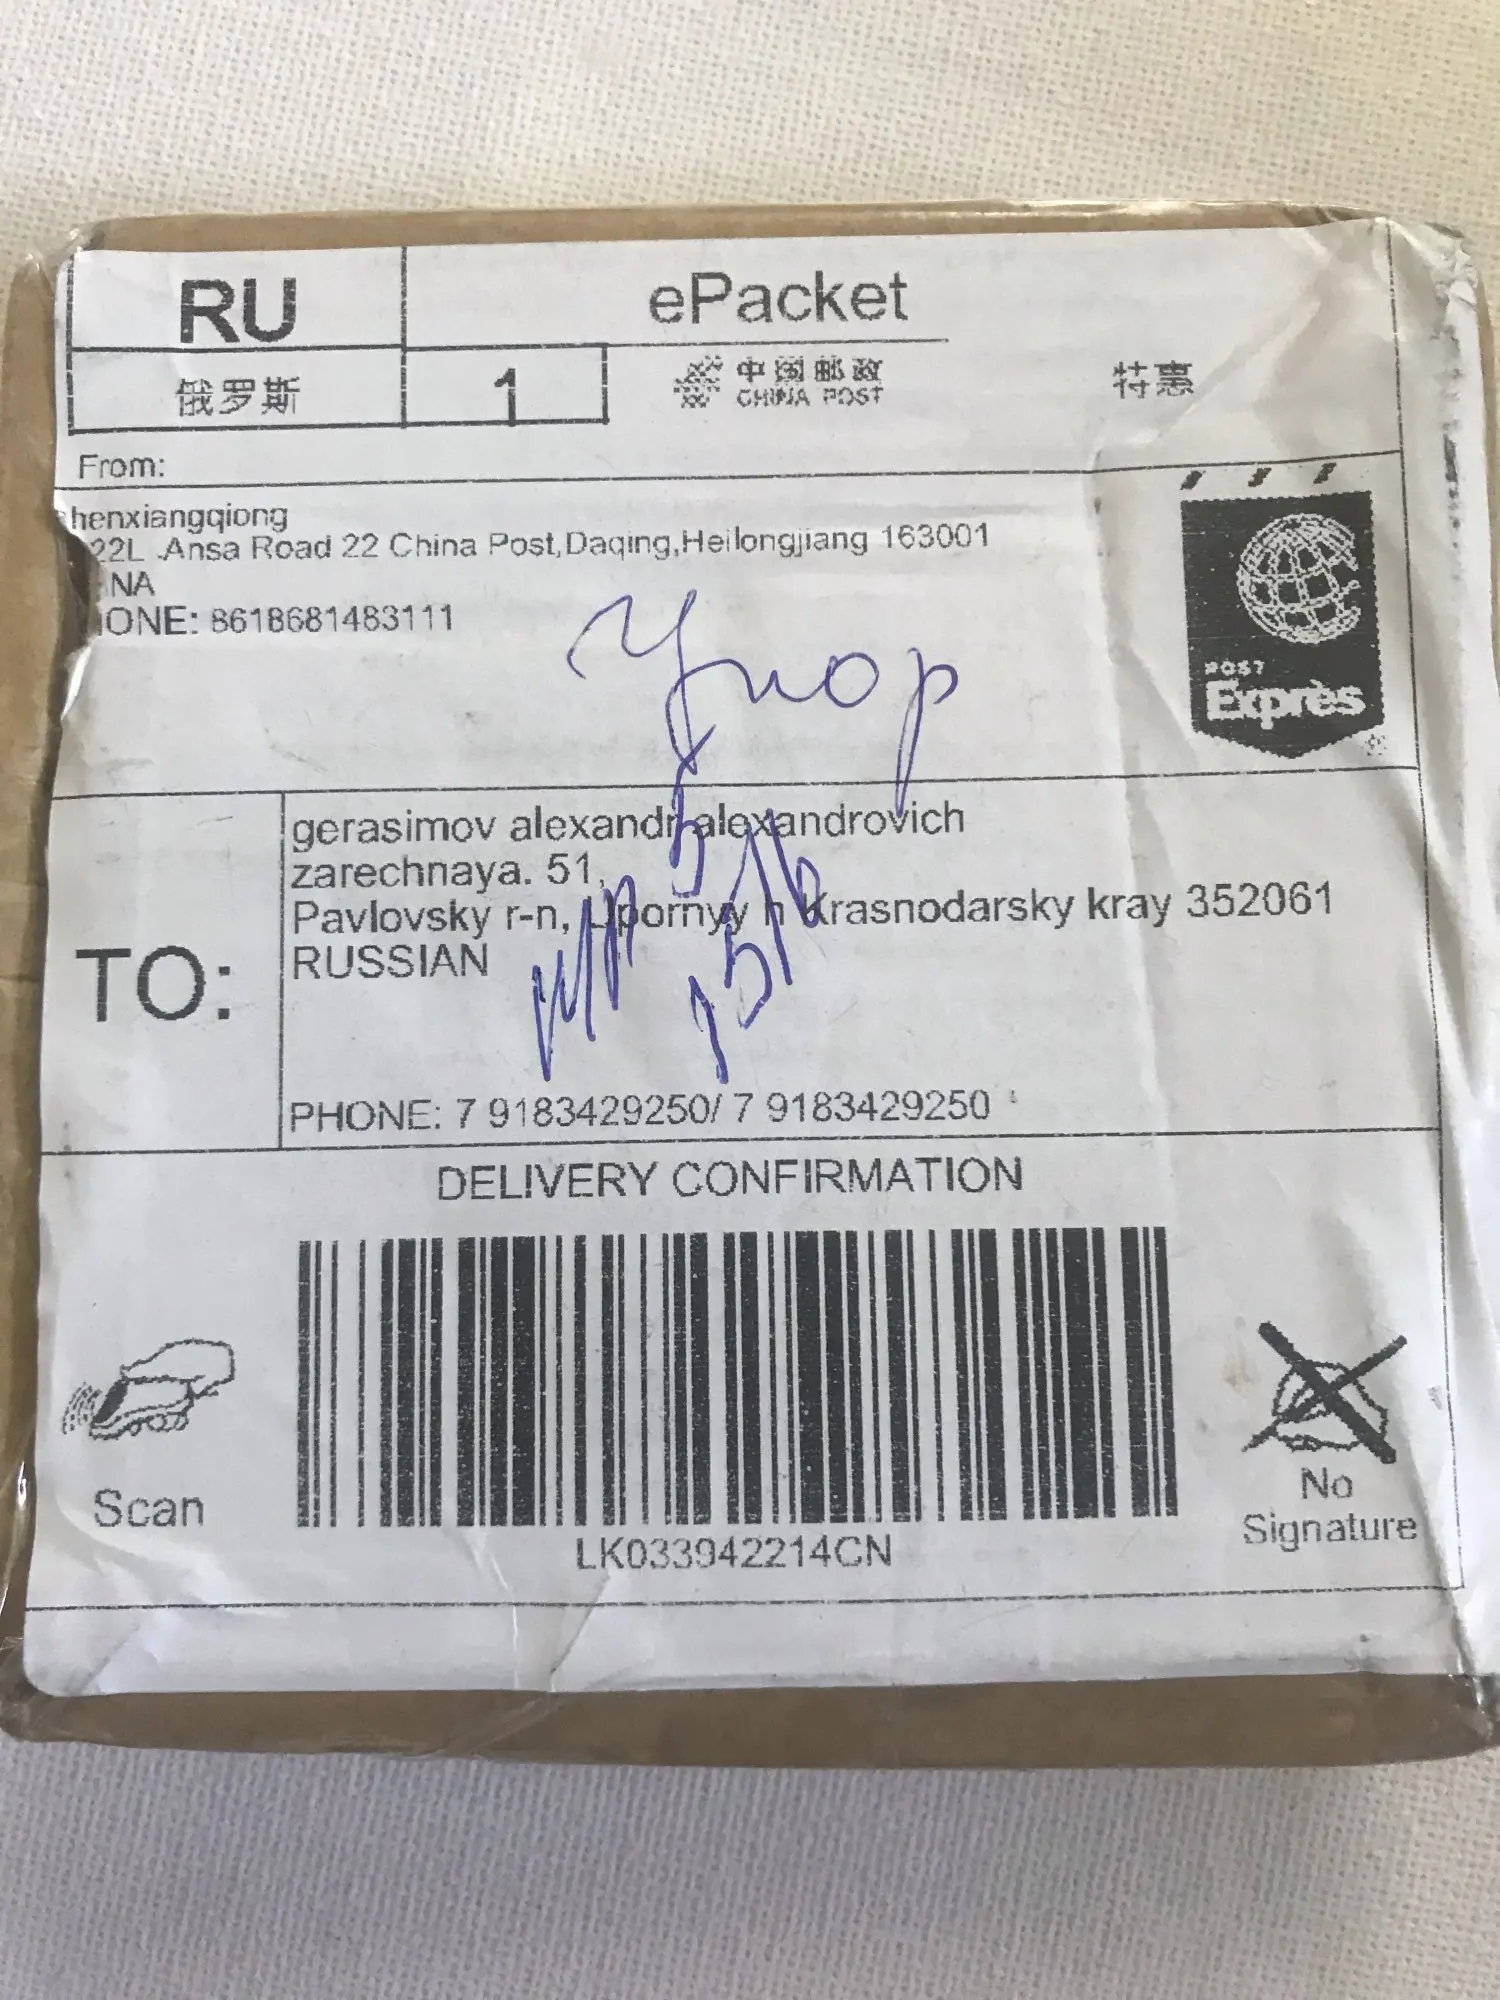 RU
ePacket
俄罗斯
1
中国邮政
CHINA POST
特惠
From:
henxiangqiong
22L .Ansa Road 22 China Post,Daqing,Heilongjiang 163001
NA
ONE: 8618681483111
POST
Exprès
Упор
TO:
gerasimov alexandr alexandrovich
zarechnaya. 51,
Pavlovsky r-n, Upornyy h Krasnodarsky kray 352061
RUSSIAN
PHONE: 7 9183429250/ 7 9183429250
DELIVERY CONFIRMATION
LK033942214CN
Scan
No
Signature